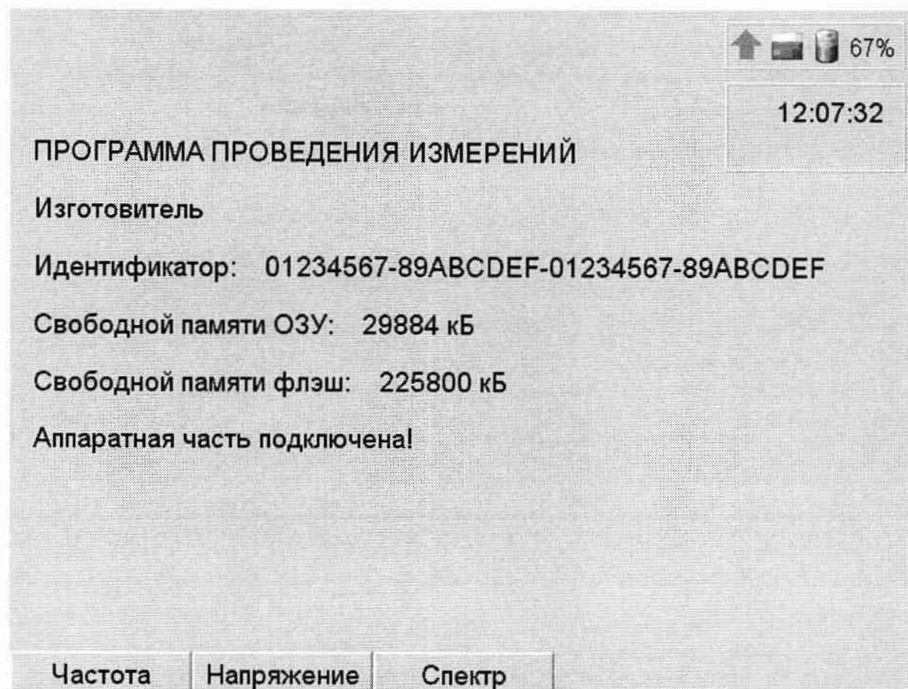 67%
12:07:32
ПРОГРАММА ПРОВЕДЕНИЯ ИЗМЕРЕНИЙ
Изготовитель
Идентификатор: 01234567-89ABCDEF-01234567-89ABCDEF
Свободной памяти ОЗУ: 29884 кБ
Свободной памяти флэш: 225800 кБ
Аппаратная часть подключена!
Частота Напряжение Спектр